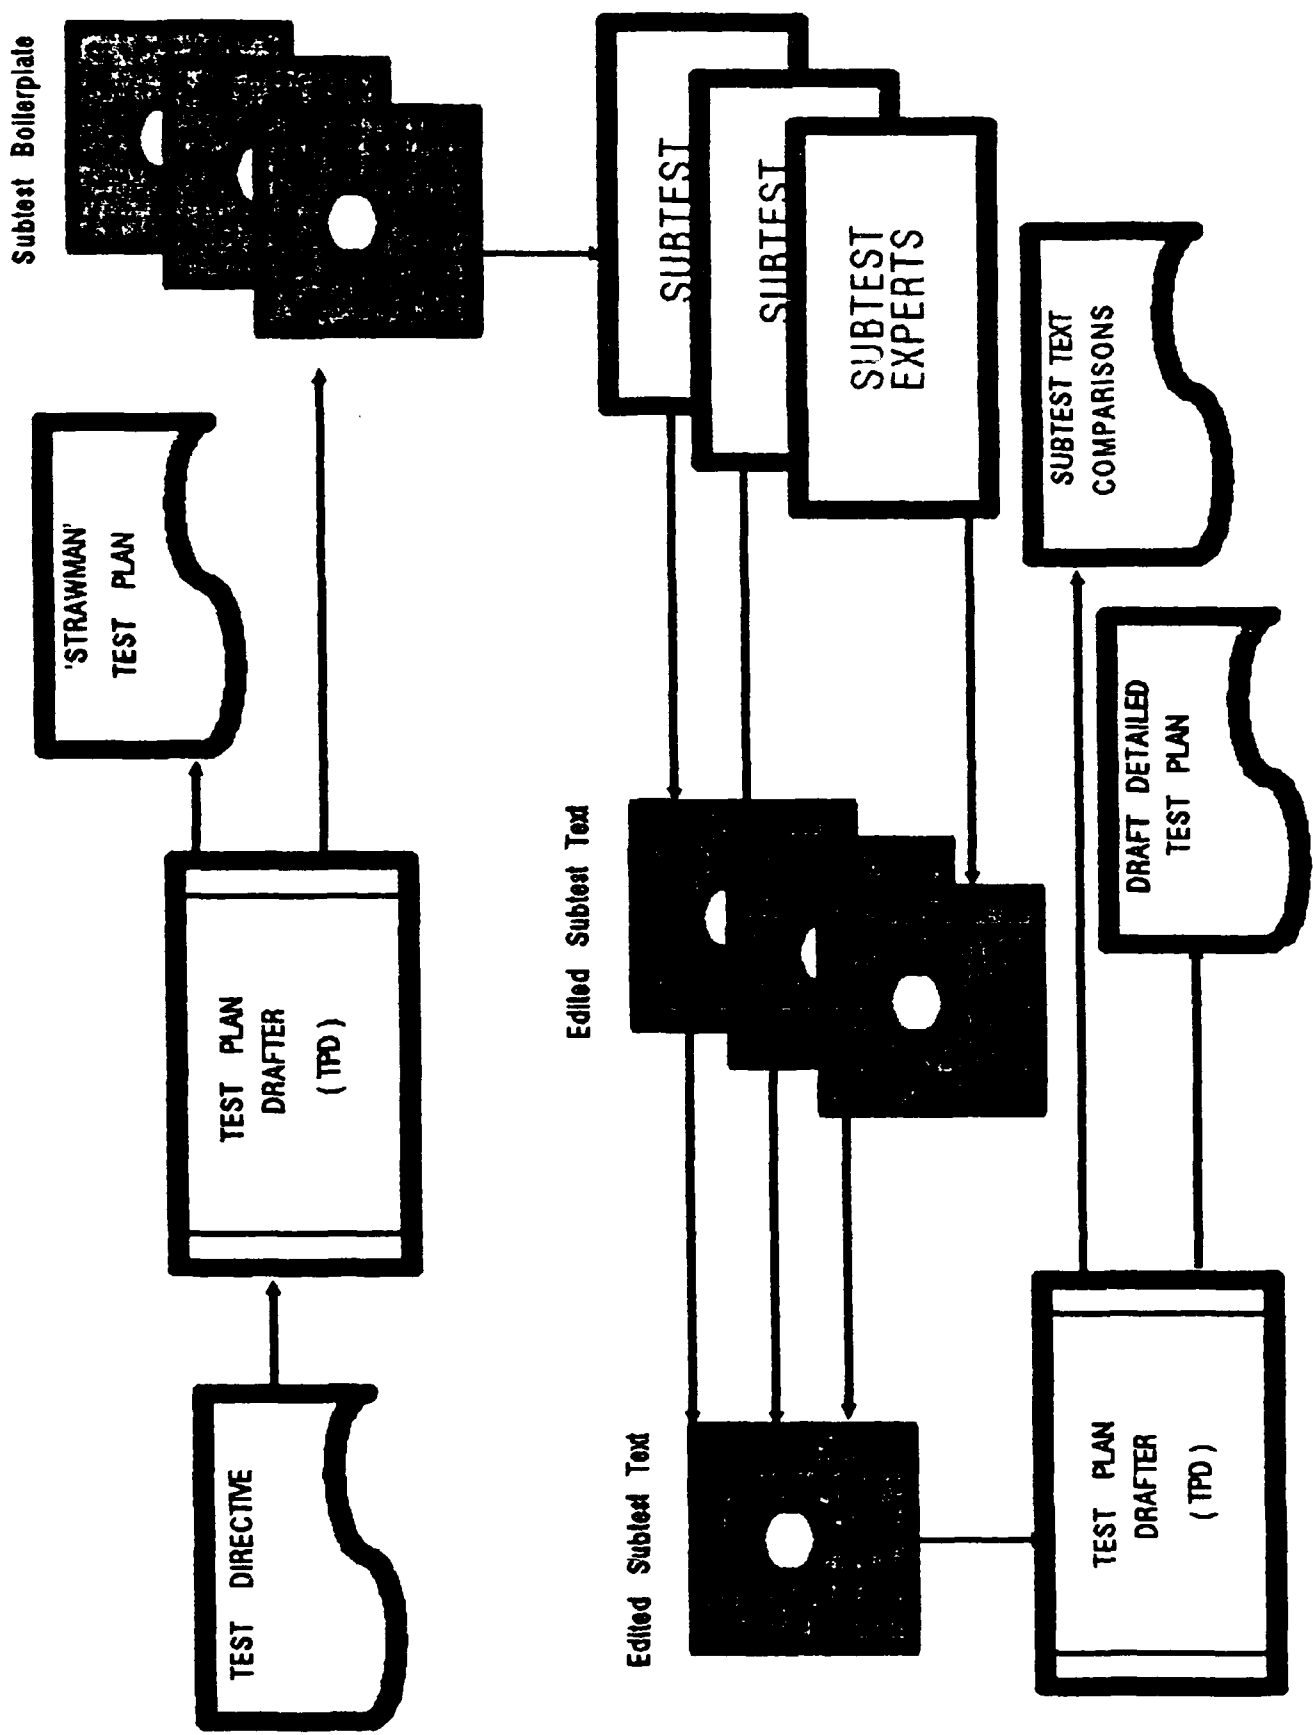 TEST DIRECTIVE
TEST PLAN
DRAFTER
(TPD)
'STRAWMAN'
TEST PLAN
Subtest Boilerplate
SUBTEST
SUBTEST
SUBTEST
EXPERTS
Edited Subtest Text
Edited Subtest Text
TEST PLAN
DRAFTER
(TPD)
DRAFT DETAILED
TEST PLAN
SUBTEST TEXT
COMPARISONS